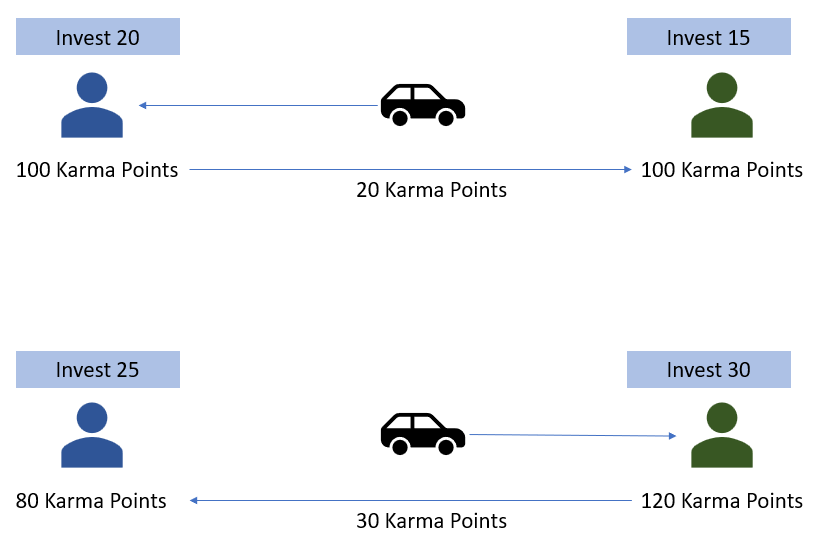 Invest 20
Invest 15
100 Karma Points
100 Karma Points
20 Karma Points
Invest 25
Invest 30
80 Karma Points
120 Karma Points
30 Karma Points